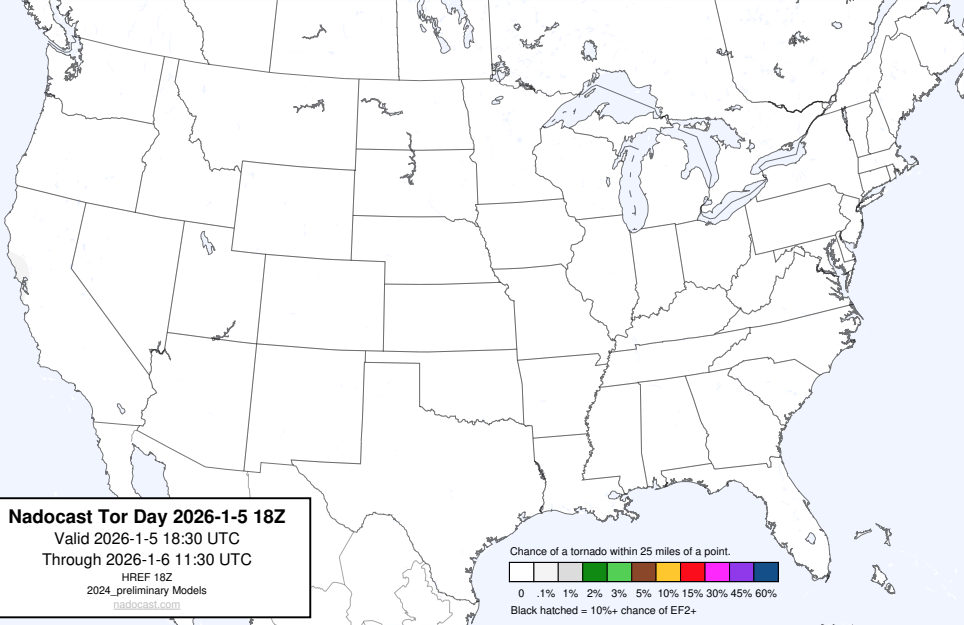 Nadocast Tor Day 2026-1-5 18Z
Valid 2026-1-5 18:30 UTC
Through 2026-1-6 11:30 UTC
HREF 18Z
2024_preliminary Models
nadocast.com
Chance of a tornado within 25 miles of a point.
0 .1% 1% 2% 3% 5% 10% 15% 30% 45% 60%
Black hatched = 10%+ chance of EF2+